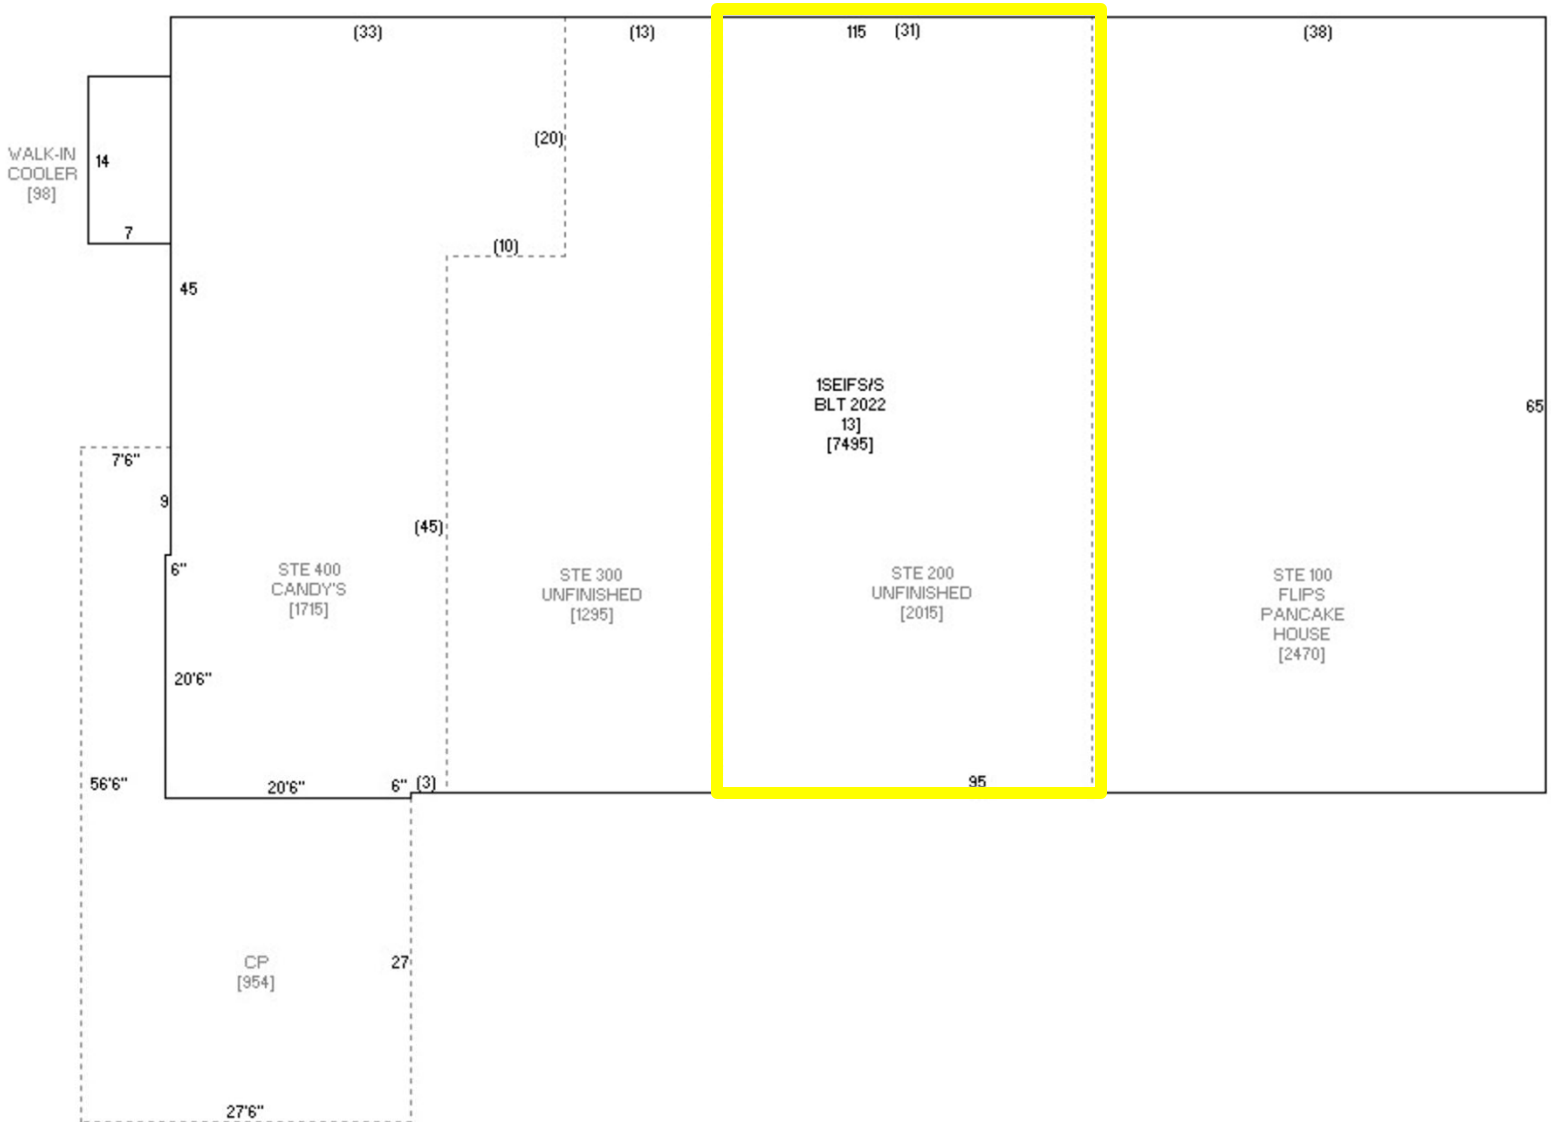 (33)
(13)
115
(31)
(38)
(20)
WALK-IN
COOLER
[98]
14
7
(10)
45
1SEIFS/S
BLT 2022
13]
[7495]
65
7'6"
9
(45)
6"
STE 400
CANDY'S
[1715]
STE 300
UNFINISHED
[1295]
STE 200
UNFINISHED
[2015]
STE 100
FLIPS
PANCAKE
HOUSE
[2470]
20'6"
56'6"
20'6"
6"
(3)
95
CP
[954]
27
27'6"